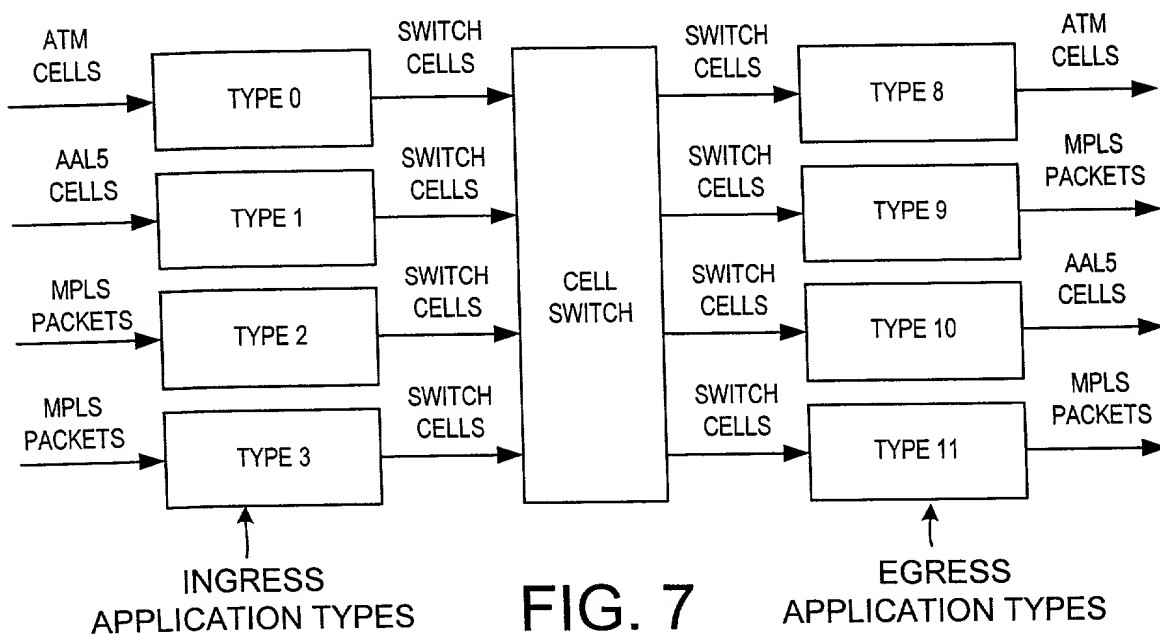 ATM
CELLS
SWITCH
CELLS
SWITCH
CELLS
ATM
CELLS
TYPE 0
TYPE 8
AAL5
CELLS
SWITCH
CELLS
SWITCH
CELLS
MPLS
PACKETS
TYPE 1
TYPE 9
MPLS
PACKETS
SWITCH
CELLS
CELL
SWITCH
SWITCH
CELLS
AAL5
CELLS
TYPE 2
TYPE 10
MPLS
PACKETS
SWITCH
CELLS
SWITCH
CELLS
MPLS
PACKETS
TYPE 3
TYPE 11
INGRESS
APPLICATION TYPES
EGRESS
APPLICATION TYPES
FIG. 7